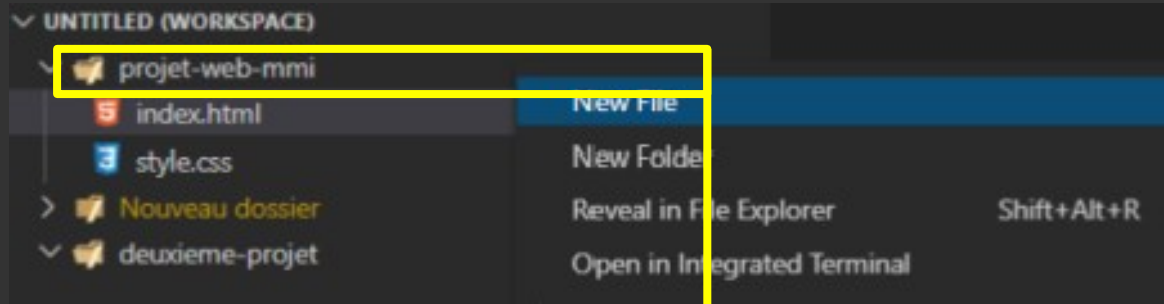 UNTITLED (WORKSPACE)
projet-web-mmi
index.html
style.css
Nouveau dossier
deuxieme-projet
New File
New Folder
Reveal in File Explorer Shift+Alt+R
Open in Integrated Terminal